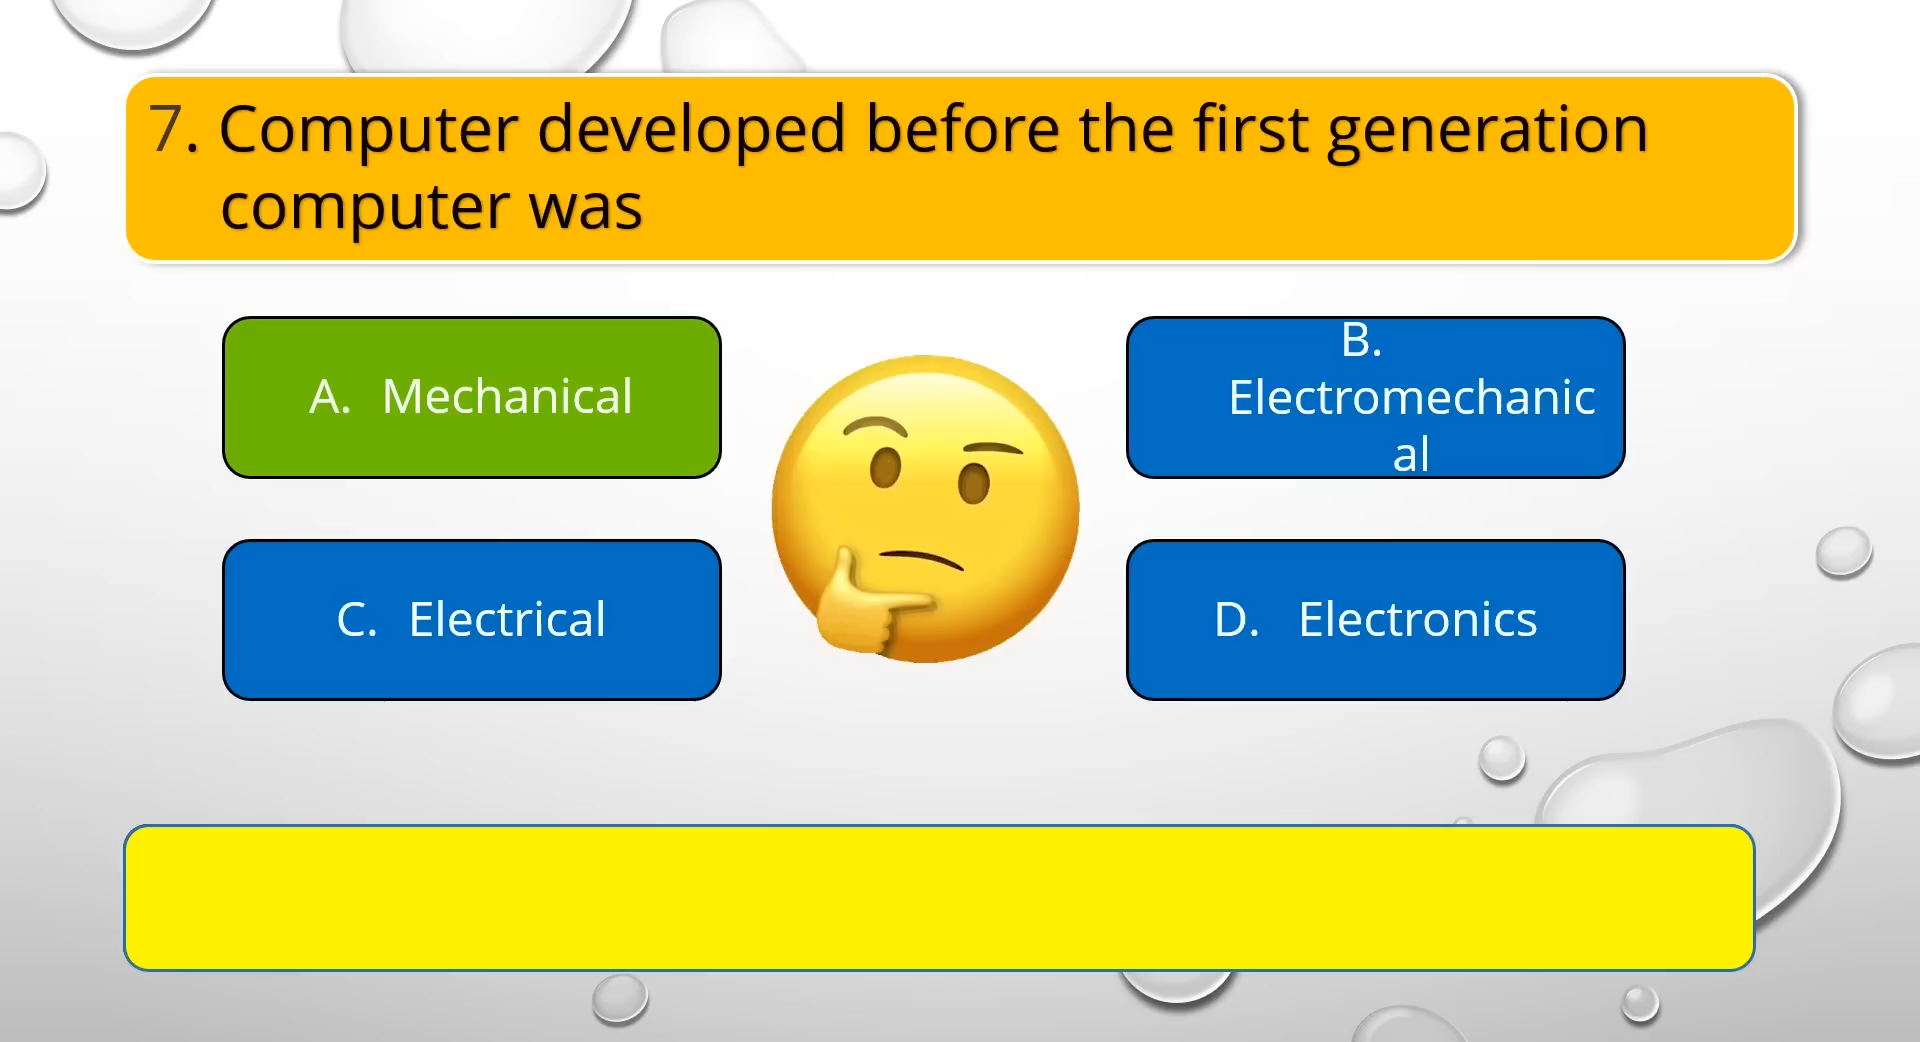 7. Computer developed before the first generation
computer was
A. Mechanical
B.
Electromechanic
al
C. Electrical
D. Electronics